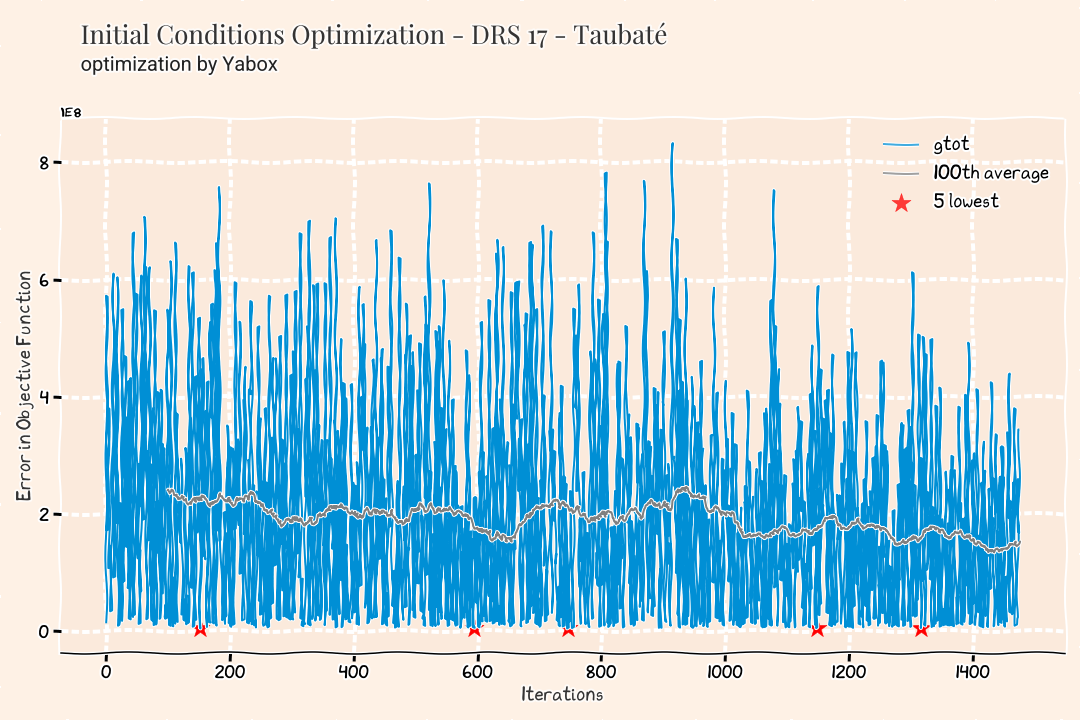 Initial Conditions Optimization - DRS 17 - Taubaté
optimization by Yabox
1E8
gtot
100th average
5 lowest
8
6
4
2
0
Error in Objective Function
0 200 400 600 800 1000 1200 1400
Iterations